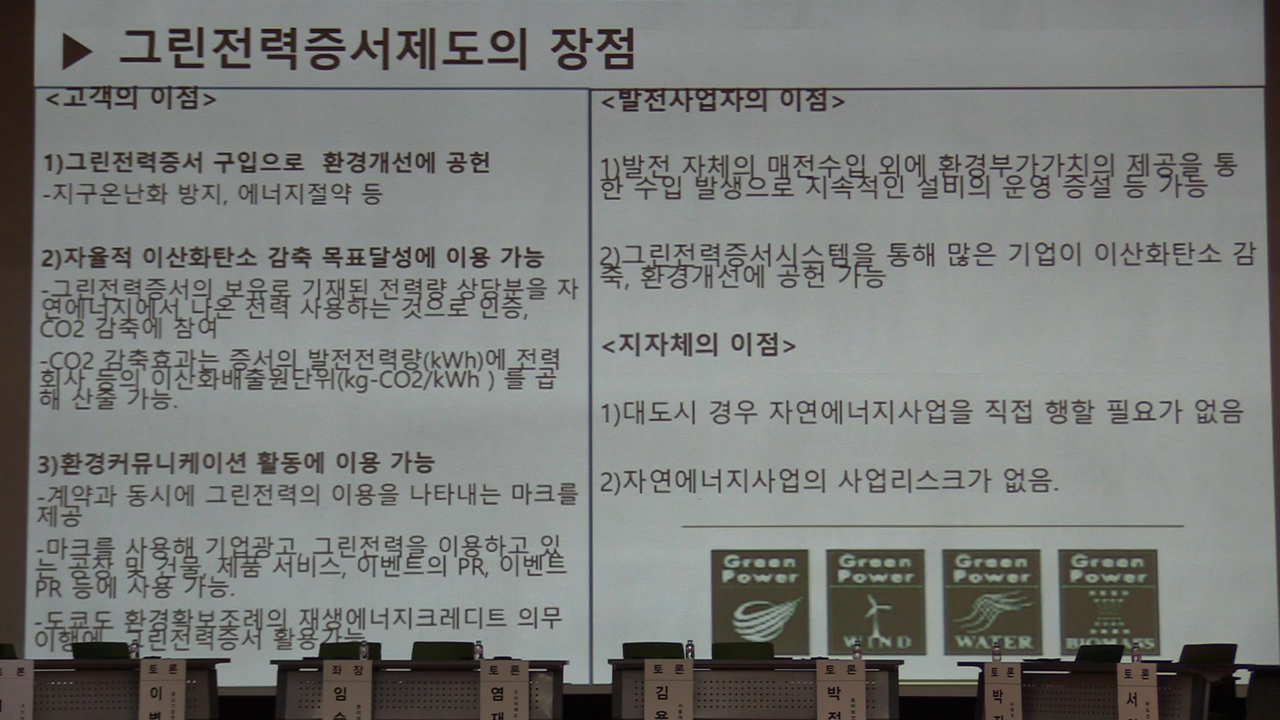 ▶ 그린전력증서제도의 장점
<고객의 이점>
1)그린전력증서 구입으로 환경개선에 공헌
-지구온난화 방지, 에너지절약 등
2)자율적 이산화탄소 감축 목표달성에 이용 가능
-그린전력증서의 보유로 기재된 전력량 상당분을 자
연에너지에서 나온 전력 사용하는 것으로 인증,
CO2 감축에 참여
-CO2 감축효과는 증서의 발전전력량(kWh)에 전력
회사 등의 이산화배출원단위(kg-CO2/kWh ) 를 곱
해 산출 가능.
3)환경커뮤니케이션 활동에 이용 가능
-계약과 동시에 그린전력의 이용을 나타내는 마크를
제공
-마크를 사용해 기업광고, 그린전력을 이용하고 있
는 공장 및 건물, 제품 서비스, 이벤트의 PR, 이벤트
PR 등에 사용 가능.
-도쿄도 환경확보조례의 재생에너지크레디트 의무
이행에 그린전력증서 활용가능
<발전사업자의 이점>
1)발전 자체의 매전수입 외에 환경부가가치의 제공을 통
한 수입 발생으로 지속적인 설비의 운영 증설 등 가능
2)그린전력증서시스템을 통해 많은 기업이 이산화탄소 감
축, 환경개선에 공헌 가능
<지자체의 이점>
1)대도시 경우 자연에너지사업을 직접 행할 필요가 없음
2)자연에너지사업의 사업리스크가 없음.
Green
Power
Green
Power
WIND
Green
Power
WATER
Green
Power
BIOMASS
토 론
이
좌 장
임
토 론
염
토 론
김
토 론
박
토 론
박
토 론
서